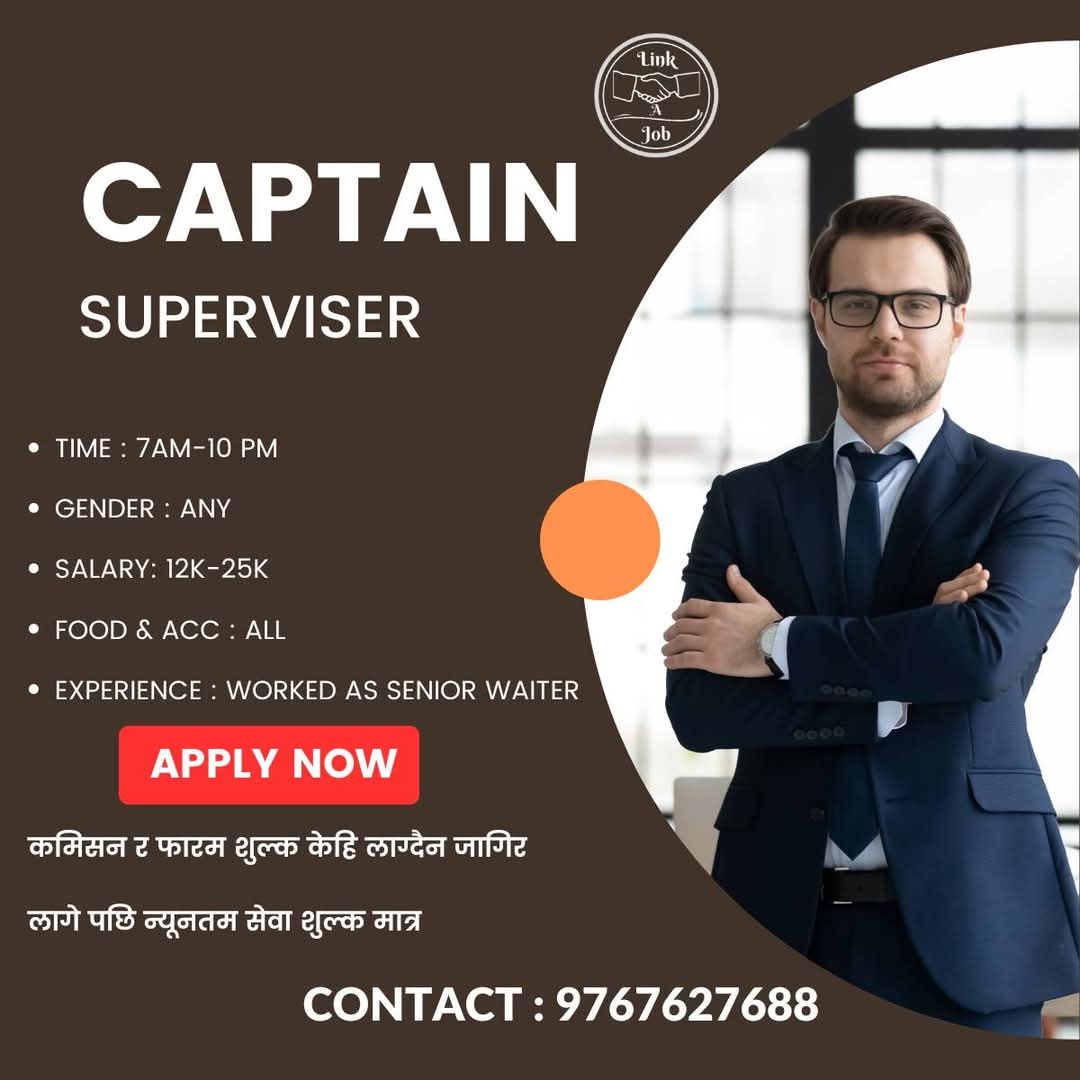 Link
A
Job
CAPTAIN
SUPERVISER
• TIME : 7AM-10 PM
• GENDER : ANY
• SALARY: 12K-25K
• FOOD & ACC : ALL
• EXPERIENCE : WORKED AS SENIOR WAITER
APPLY NOW
कमिसन र फारम शुल्क केहि लाग्दैन जागिर
लागे पछि न्यूनतम सेवा शुल्क मात्र
CONTACT : 9767627688